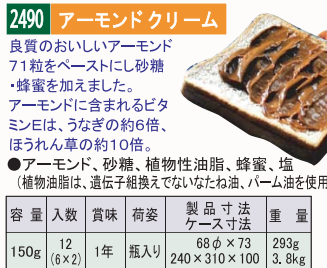 2490 アーモンドクリーム
良質のおいしいアーモンド
71粒をペーストにし砂糖
・蜂蜜を加えました。
アーモンドに含まれるビタ
ミンEは、うなぎの約6倍、
ほうれん草の約10倍。
●アーモンド、砂糖、植物性油脂、蜂蜜、塩
(植物油脂は、遺伝子組換えでないなたね油、パーム油を使用
容量 入数 賞味 荷姿 製品寸法 重量
ケース寸法
150g 12 1年 瓶入り 68φ×73 293g
(6×2) 240×310×100 3.8kg